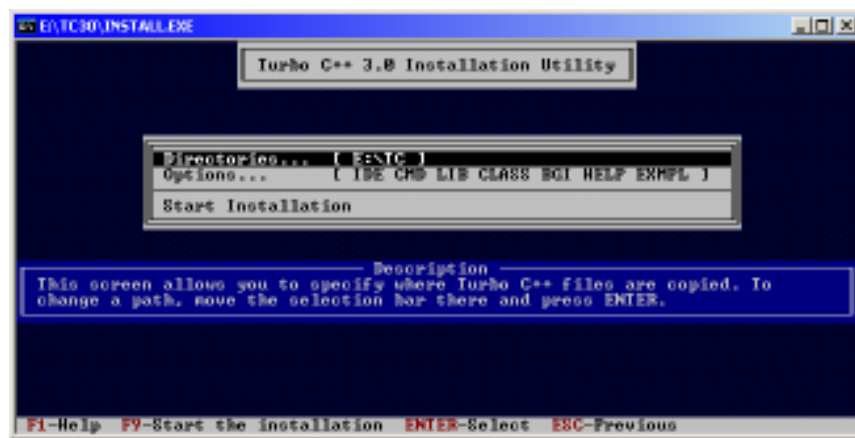 E:\TC30\INSTALL.EXE
Turbo C++ 3.0 Installation Utility
Directories... [ E:\TC ]
Options... [ IDE CMD LIB CLASS BGI HELP EXMPL ]
Start Installation
Description
This screen allows you to specify where Turbo C++ files are copied. To
change a path, move the selection bar there and press ENTER.
F1-Help F9-Start the installation ENTER-Select ESC-Previous